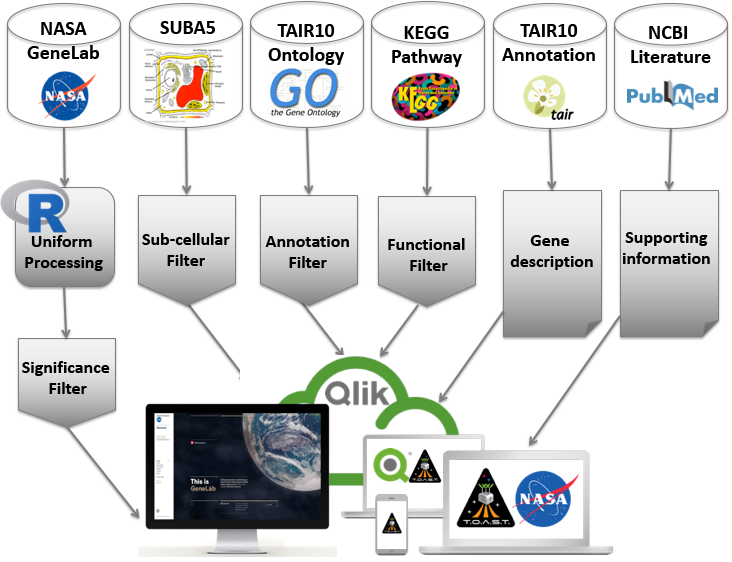 NASA
GeneLab
NASA
SUBA5
TAIR10
Ontology
GO
the Gene Ontology
KEGG
Pathway
KEGG
TAIR10
Annotation
tair
NCBI
Literature
PubMed
R
Uniform
Processing
Sub-cellular
Filter
Annotation
Filter
Functional
Filter
Gene
description
Supporting
information
Significance
Filter
Qlik
This is
GeneLab
T.O.A.S.T.
T.O.A.S.T.
NASA